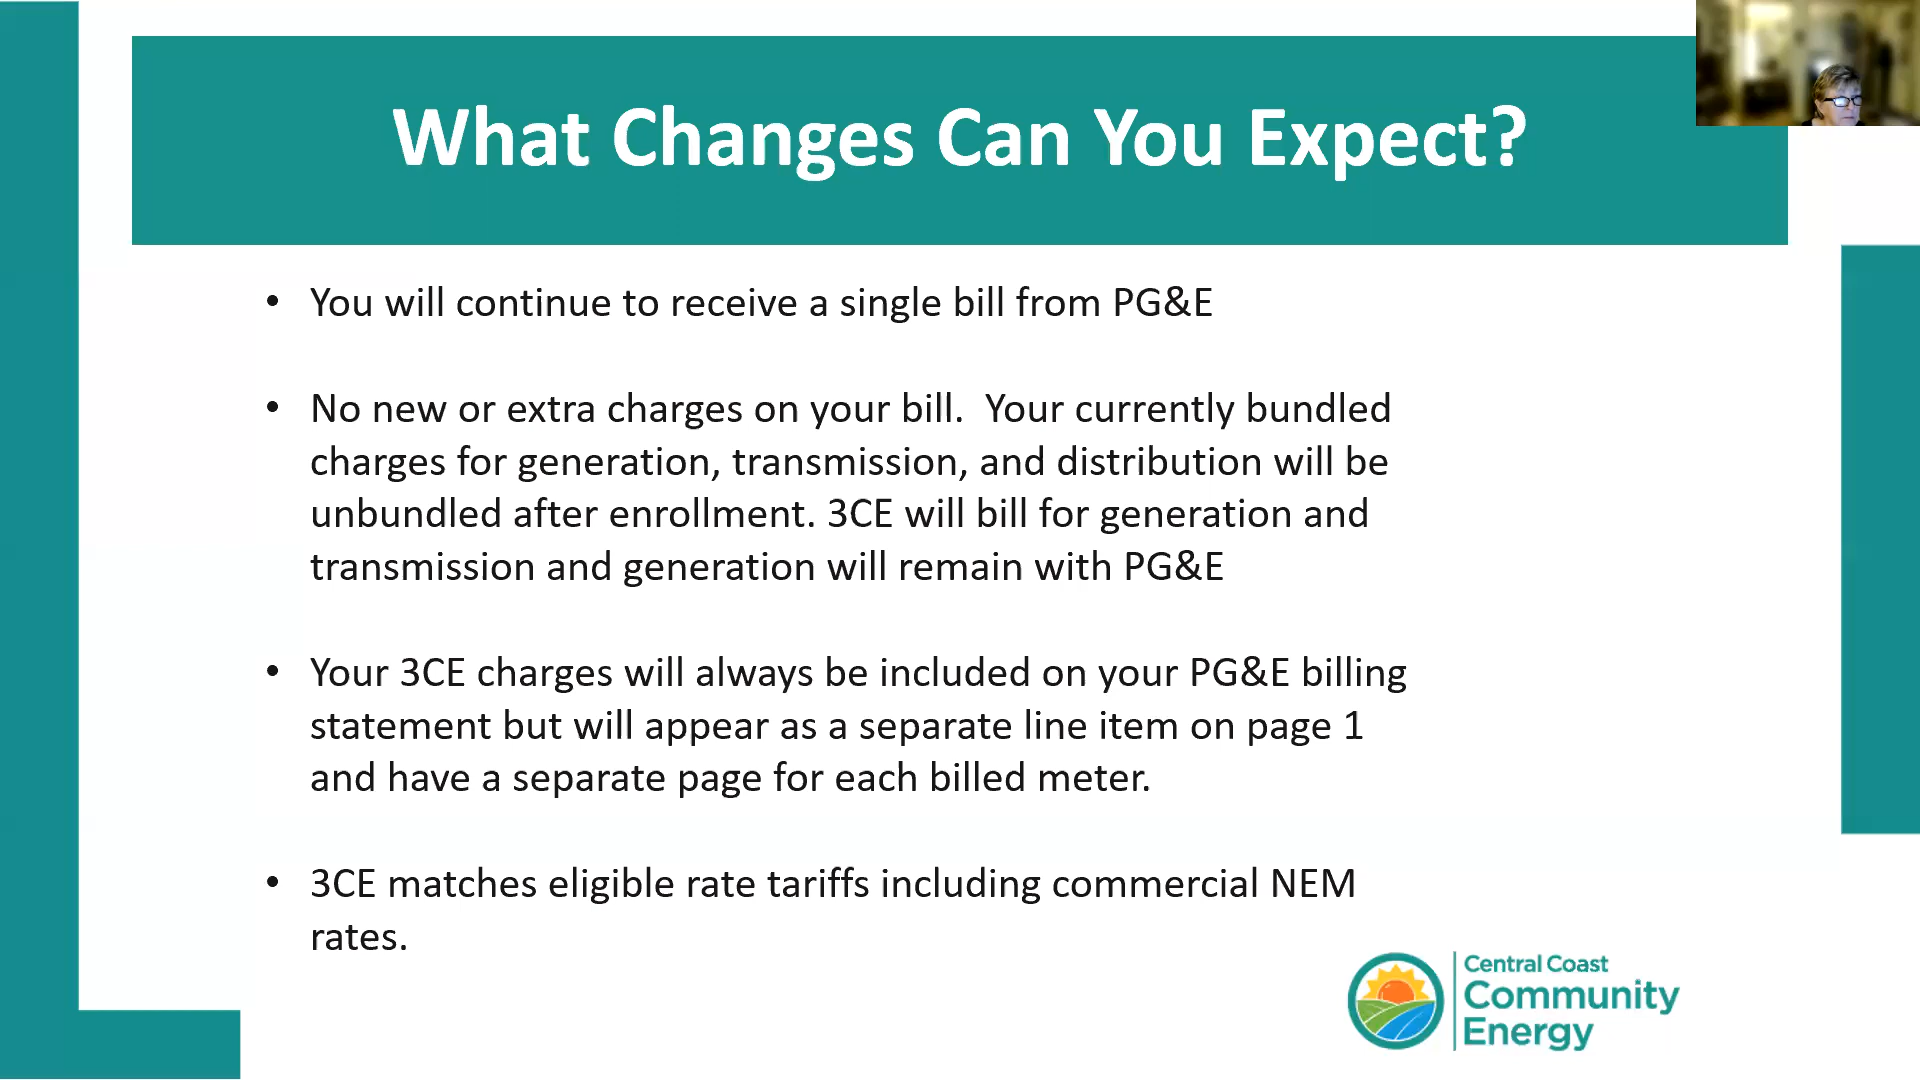 What Changes Can You Expect?
• You will continue to receive a single bill from PG&E
• No new or extra charges on your bill.  Your currently bundled
charges for generation, transmission, and distribution will be
unbundled after enrollment. 3CE will bill for generation and
transmission and generation will remain with PG&E
• Your 3CE charges will always be included on your PG&E billing
statement but will appear as a separate line item on page 1
and have a separate page for each billed meter.
• 3CE matches eligible rate tariffs including commercial NEM
rates.
Central Coast
Community
Energy